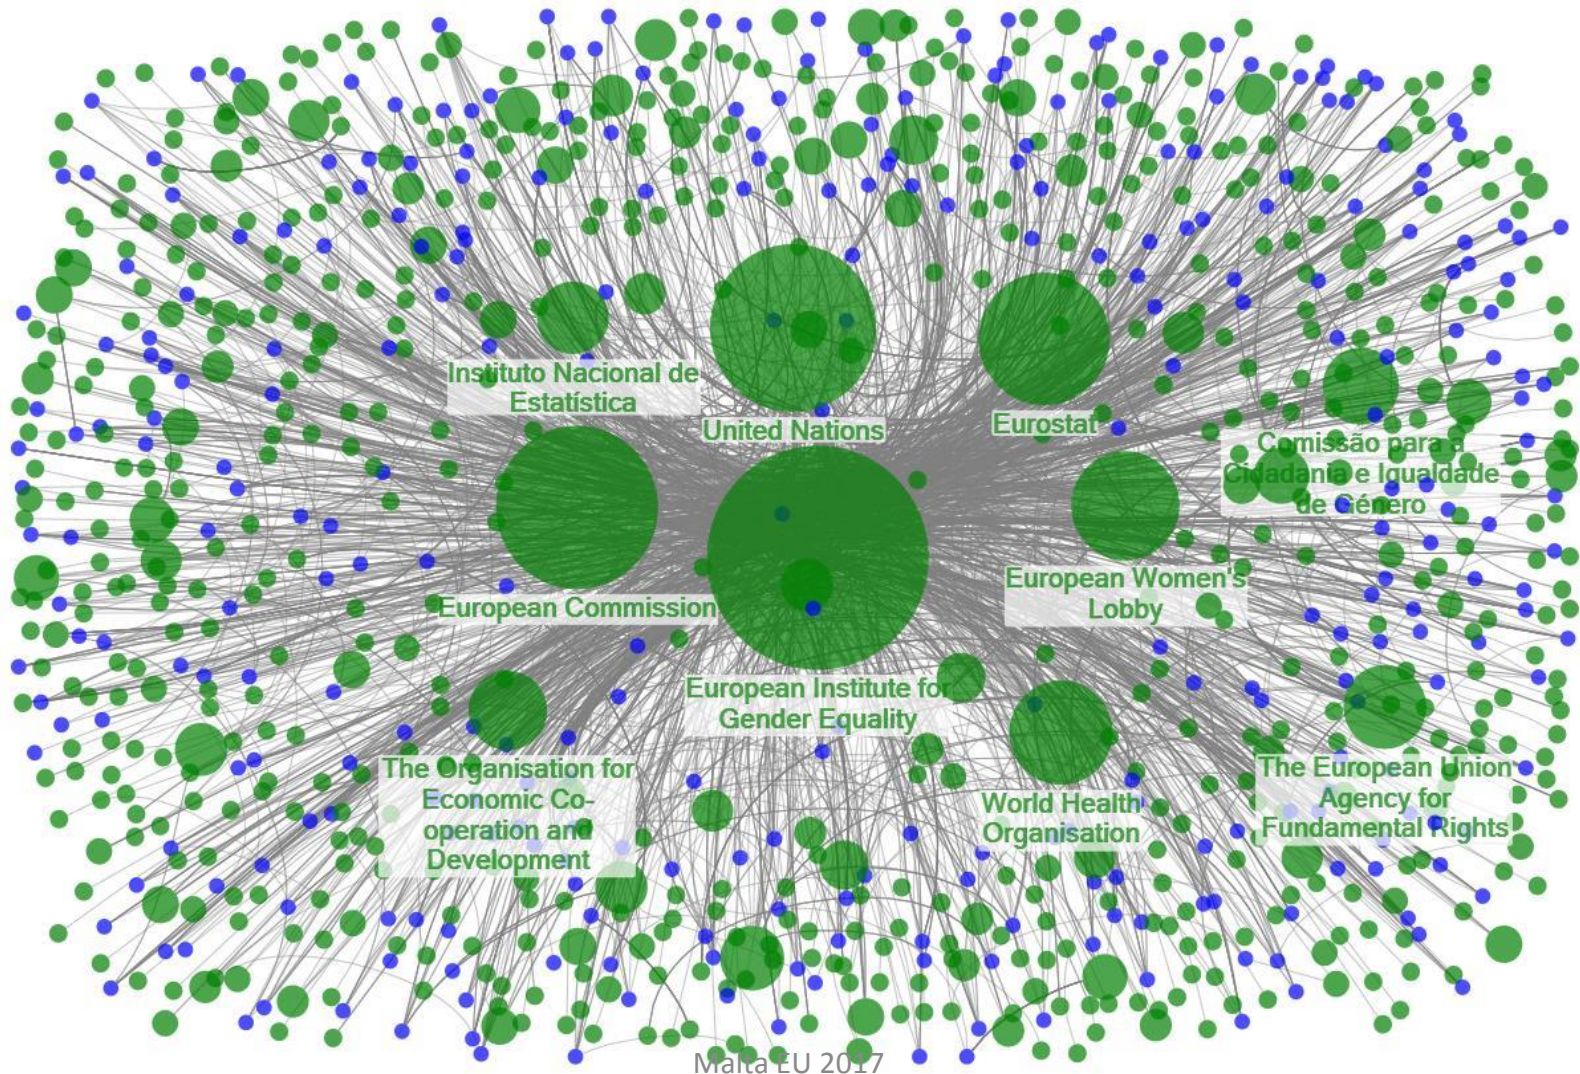 Instituto Nacional de
Estatística
United Nations
Eurostat
Comissão para a
Cidadania e Igualdade
de Género
European Commission
European Women's
Lobby
European Institute for
Gender Equality
The Organisation for
Economic Co-
operation and
Development
World Health
Organisation
The European Union
Agency for
Fundamental Rights
Malta EU 2017